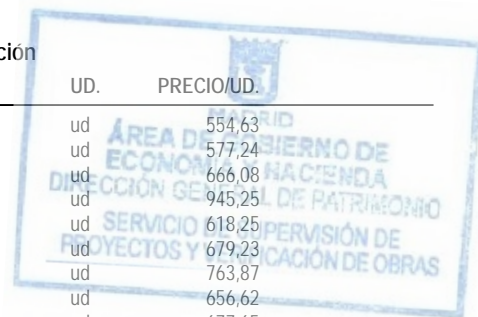 ción
UD. PRECIO/UD.
MADRID
ud 554,63
ÁREA DE GOBIERNO DE
ud 577,24
ECONOMÍA Y HACIENDA
ud 666,08
DIRECCIÓN GENERAL DE PATRIMONIO
ud 945,25
SERVICIO DE SUPERVISIÓN DE
ud 618,25
PROYECTOS Y CACIÓN DE OBRAS
ud 679,23
ud 763,87
ud 656,62